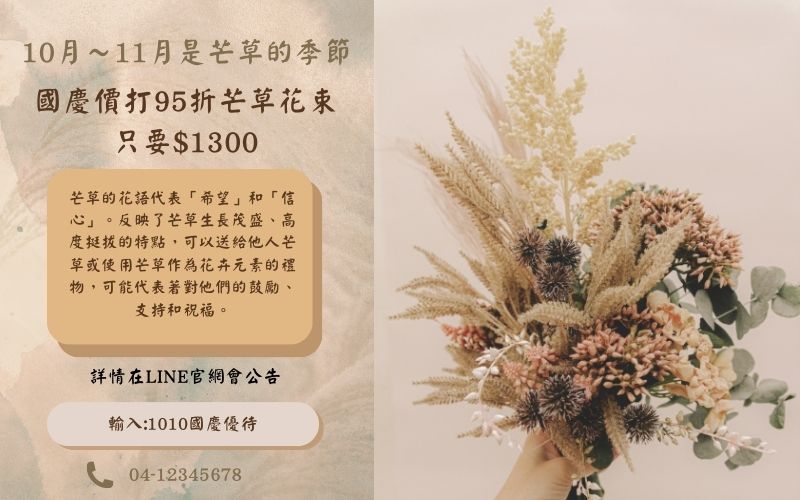 10月～11月是芒草的季節
國慶價打95折芒草花束
只要$1300
芒草的花語代表「希望」和「信
心」。反映了芒草生長茂盛、高
度挺拔的特點，可以送給他人芒
草或使用芒草作為花卉元素的禮
物，可能代表著對他們的鼓勵、
支持和祝福。
詳情在LINE官網會公告
輸入:1010國慶優待
04-12345678